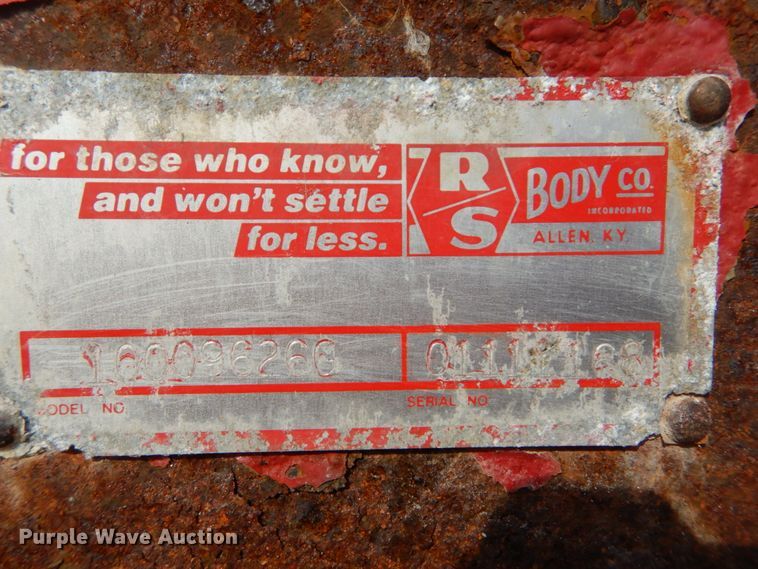 for those who know,
and won't settle
for less.
R/S
BODY CO.
INCORPORATED
ALLEN, KY.
ODEL NO
SERIAL NO
Purple Wave Auction